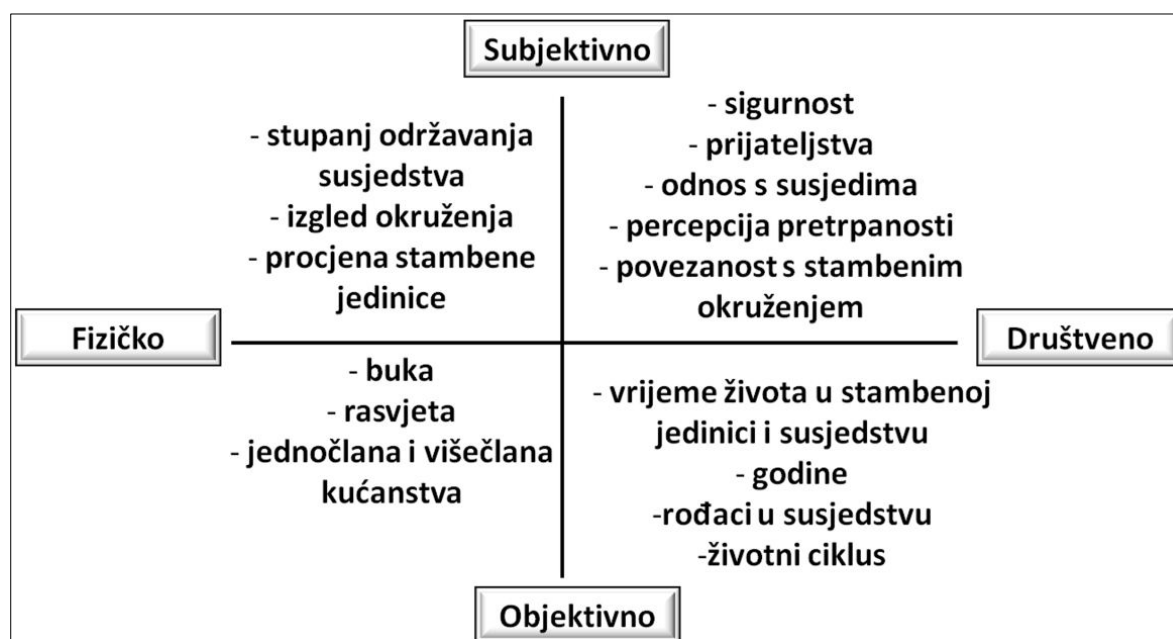 Subjektivno
- stupanj održavanja
susjedstva
- izgled okruženja
- procjena stambene
jedinice
- sigurnost
- prijateljstva
- odnos s susjedima
- percepcija pretrpanosti
- povezanost s stambenim
okruženjem
Fizičko
Društveno
- buka
- rasvjeta
- jednočlana i višečlana
kućanstva
- vrijeme života u stambenoj
jedinici i susjedstvu
- godine
-rođaci u susjedstvu
-životni ciklus
Objektivno